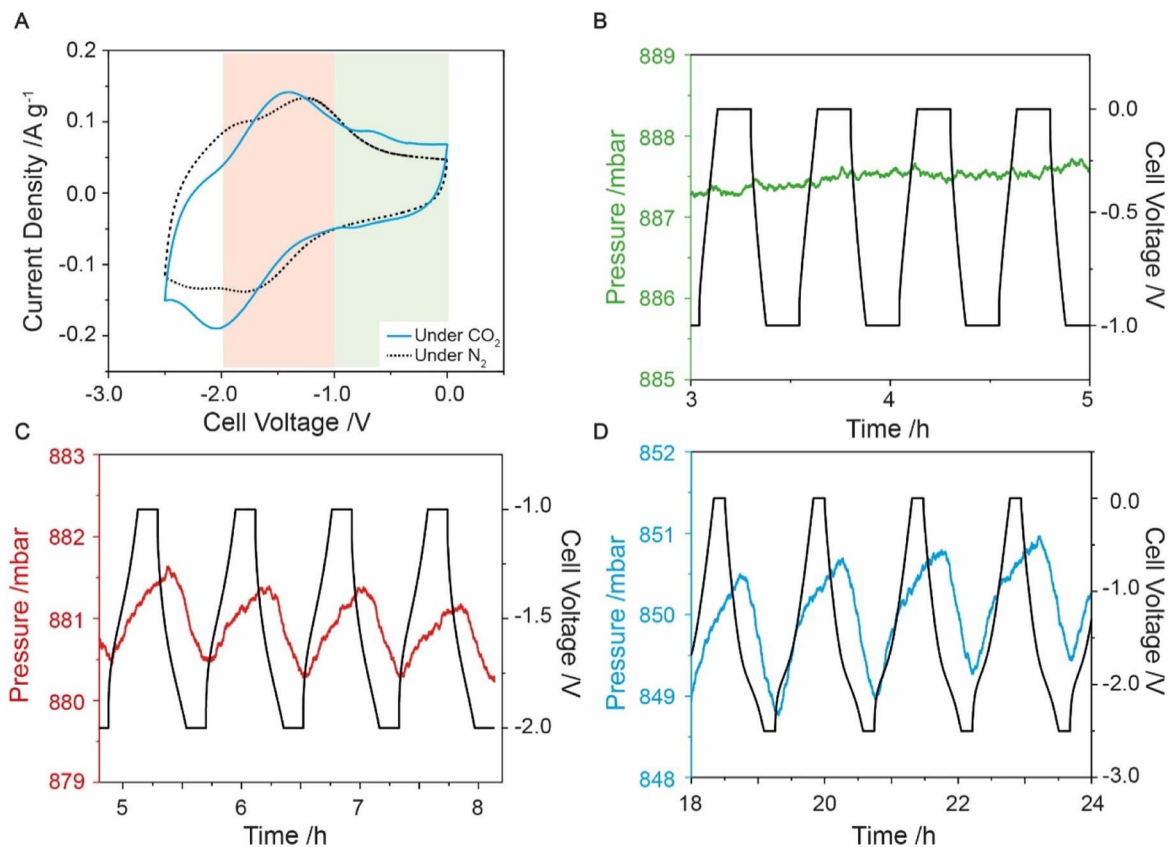 A
0.2
0.1
0.0
-0.1
-0.2
Current Density /A g-1
-3.0 -2.0 -1.0 0.0
Cell Voltage /V
Under CO2
Under N2
B
889
888
887
886
885
Pressure /mbar
0.0
-0.5
-1.0
Cell Voltage /V
3 4 5
Time /h
C
883
882
881
880
879
Pressure /mbar
-1.0
-1.5
-2.0
Cell Voltage /V
5 6 7 8
Time /h
D
852
851
850
849
848
Pressure /mbar
0.0
-1.0
-2.0
-3.0
Cell Voltage /V
18 20 22 24
Time /h